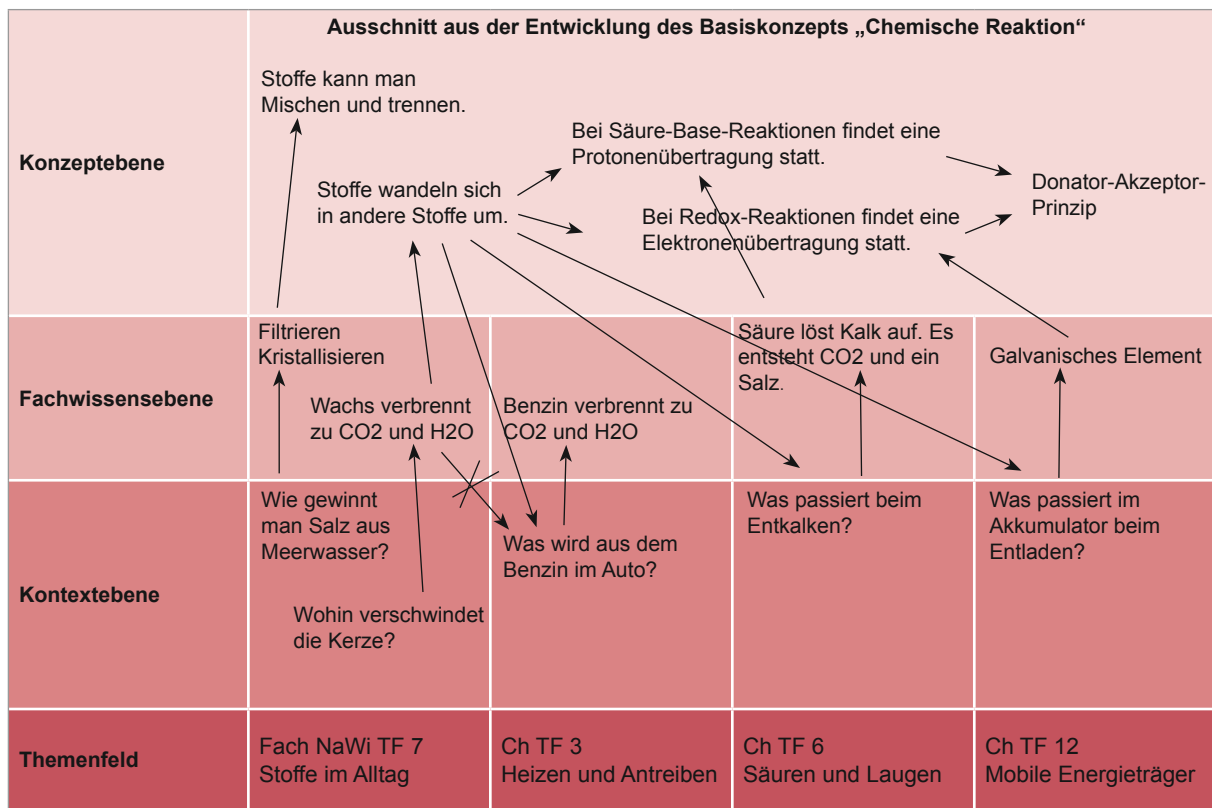 Ausschnitt aus der Entwicklung des Basiskonzepts „Chemische Reaktion“
Konzeptebene
Stoffe kann man
Mischen und trennen.
Stoffe wandeln sich
in andere Stoffe um.
Bei Säure-Base-Reaktionen findet eine
Protonenübertragung statt.
Bei Redox-Reaktionen findet eine
Elektronenübertragung statt.
Donator-Akzeptor-
Prinzip
Fachwissensebene
Filtrieren
Kristallisieren
Wachs verbrennt
zu CO2 und H2O
Benzin verbrennt zu
CO2 und H2O
Säure löst Kalk auf. Es
entsteht CO2 und ein
Salz.
Galvanisches Element
Kontextebene
Wie gewinnt
man Salz aus
Meerwasser?
Wohin verschwindet
die Kerze?
Was wird aus dem
Benzin im Auto?
Was passiert beim
Entkalken?
Was passiert im
Akkumulator beim
Entladen?
Themenfeld
Fach NaWi TF 7
Stoffe im Alltag
Ch TF 3
Heizen und Antreiben
Ch TF 6
Säuren und Laugen
Ch TF 12
Mobile Energieträger